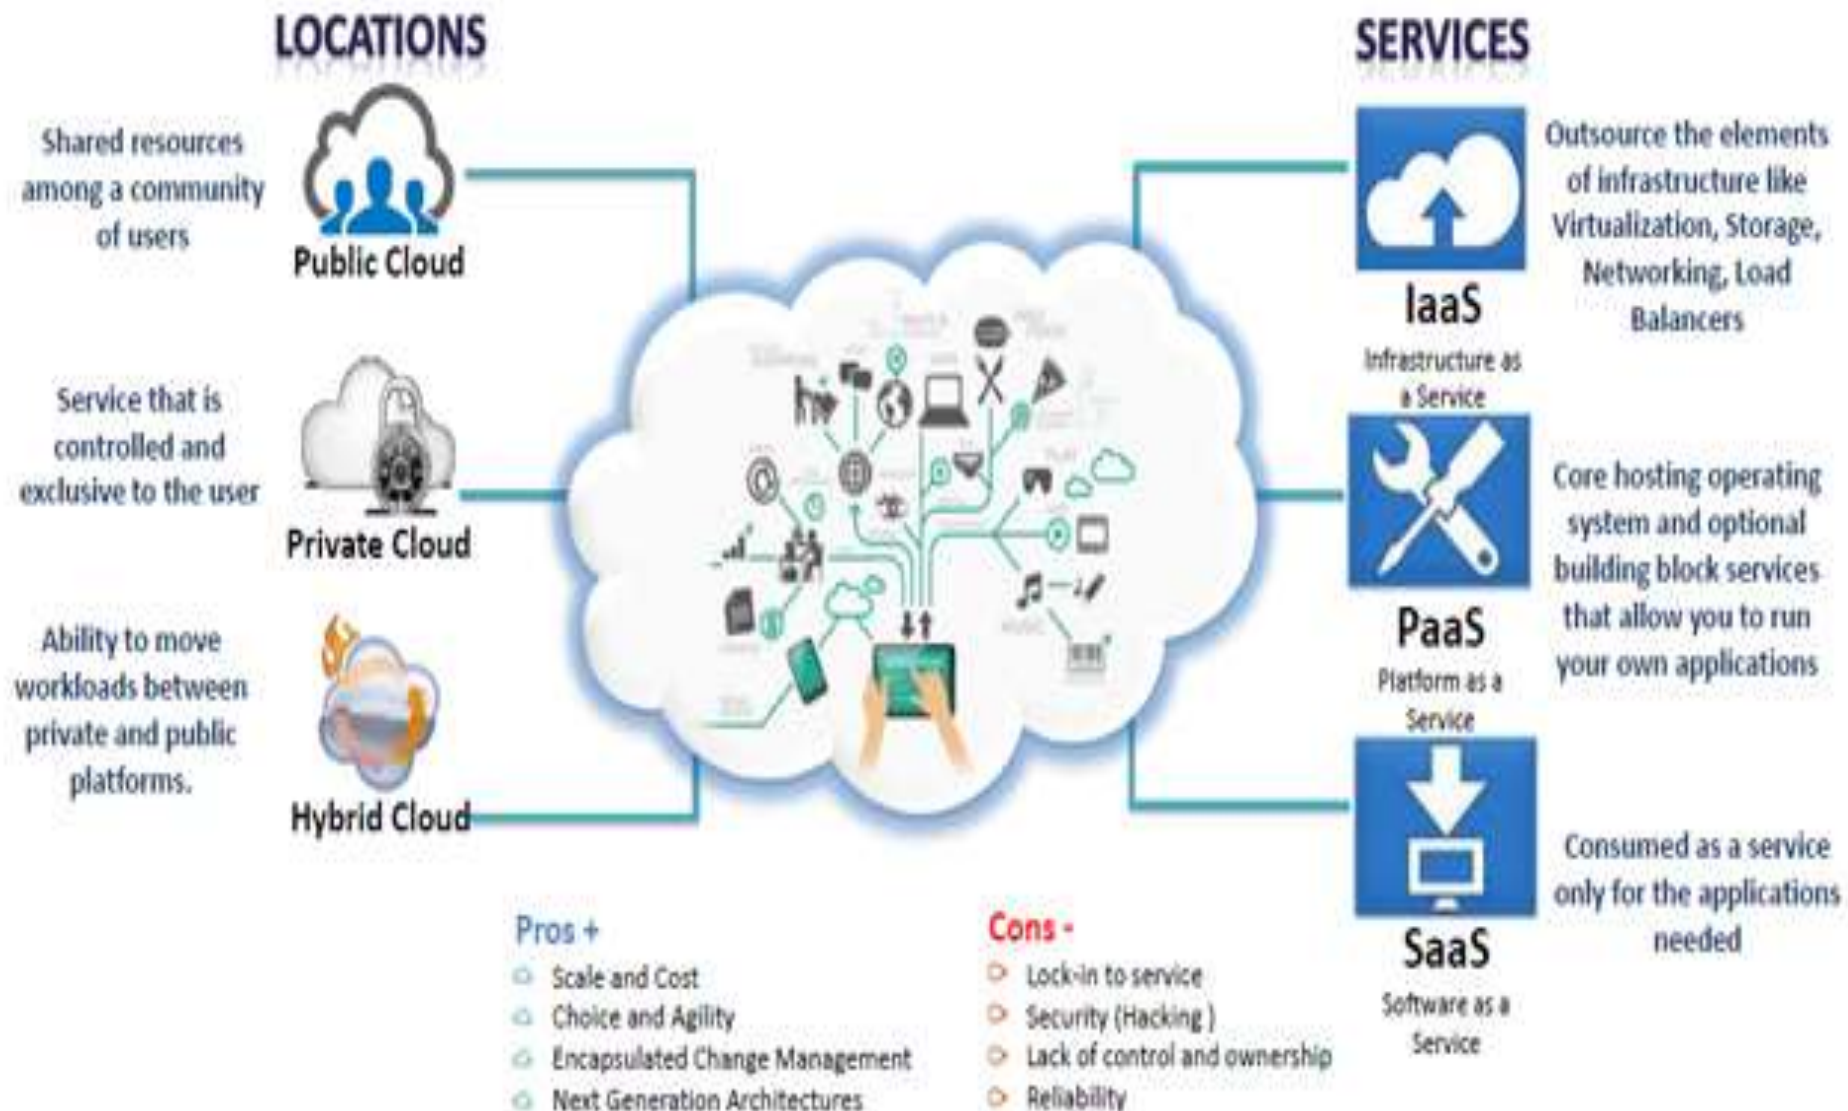 LOCATIONS
Shared resources
among a community
of users
Public Cloud
Service that is
controlled and
exclusive to the user
Private Cloud
Ability to move
workloads between
private and public
platforms.
Hybrid Cloud
SERVICES
IaaS
Infrastructure as
a Service
Outsource the elements
of infrastructure like
Virtualization, Storage,
Networking, Load
Balancers
PaaS
Platform as a
Service
Core hosting operating
system and optional
building block services
that allow you to run
your own applications
SaaS
Software as a
Service
Consumed as a service
only for the applications
needed
Pros +
Scale and Cost
Choice and Agility
Encapsulated Change Management
Next Generation Architectures
Cons -
Lock-in to service
Security (Hacking )
Lack of control and ownership
Reliability